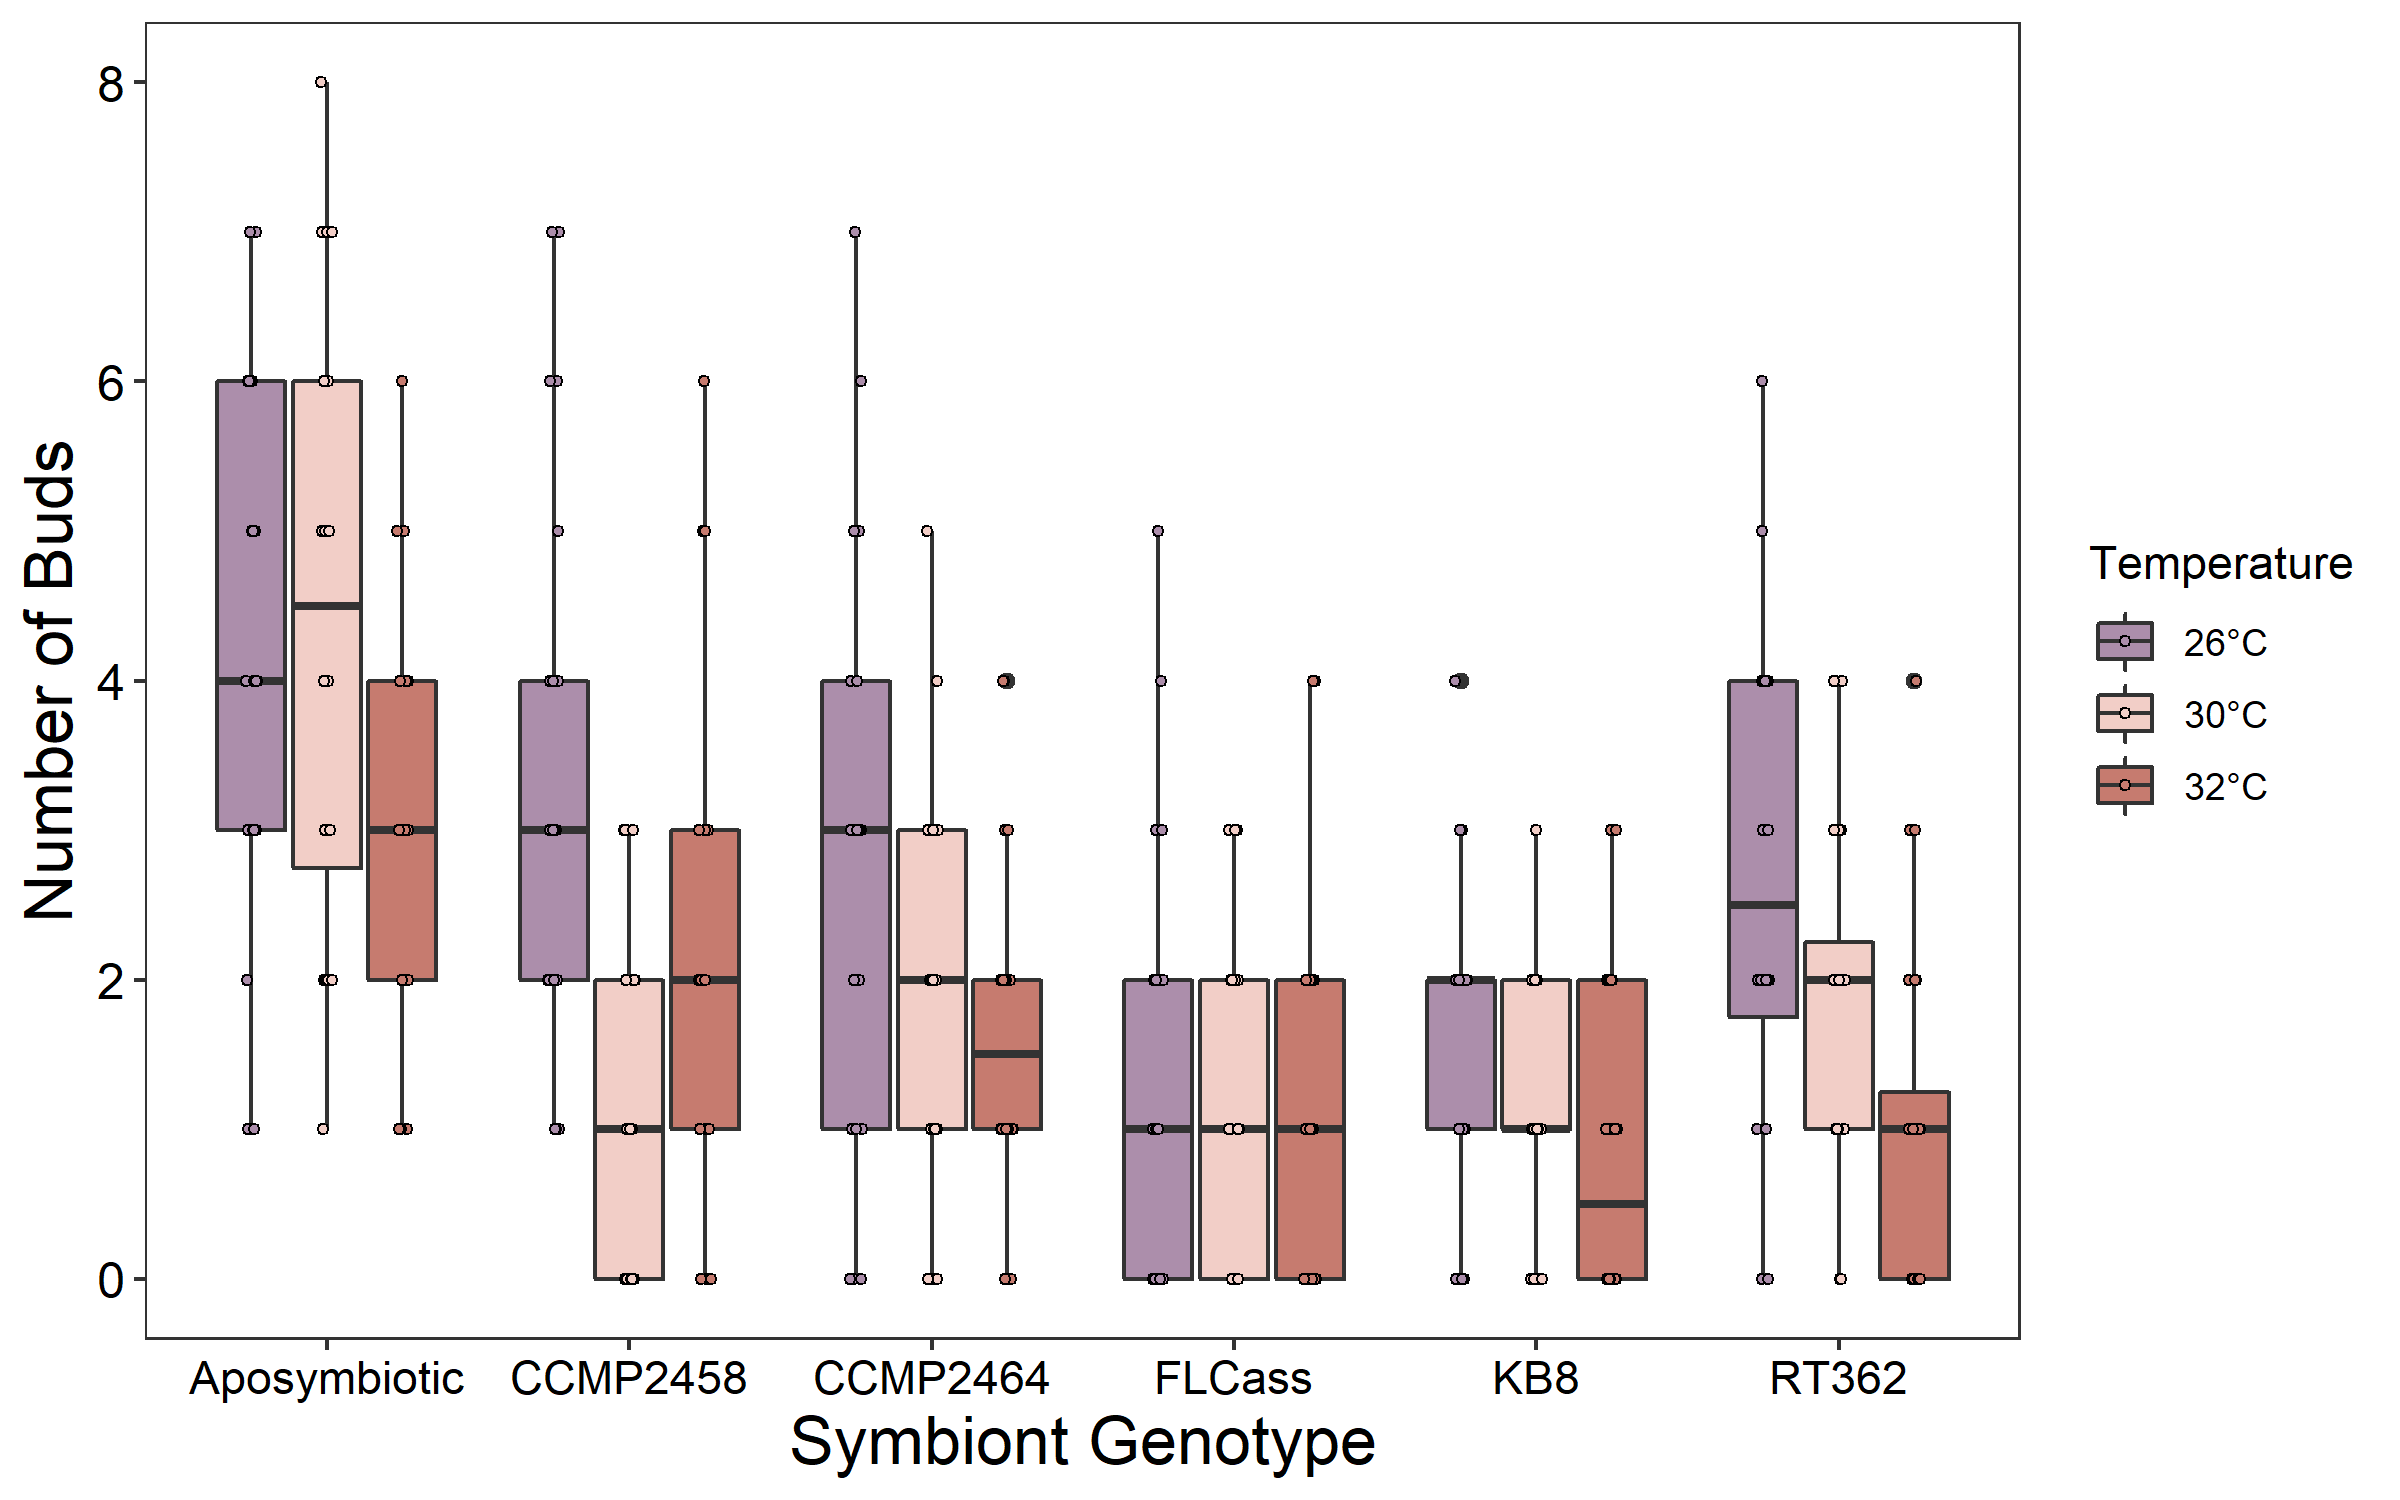 8
6
4
2
0
Number of Buds
Aposymbiotic CCMP2458 CCMP2464 FLCass KB8 RT362
Symbiont Genotype
Temperature
26°C
30°C
32°C